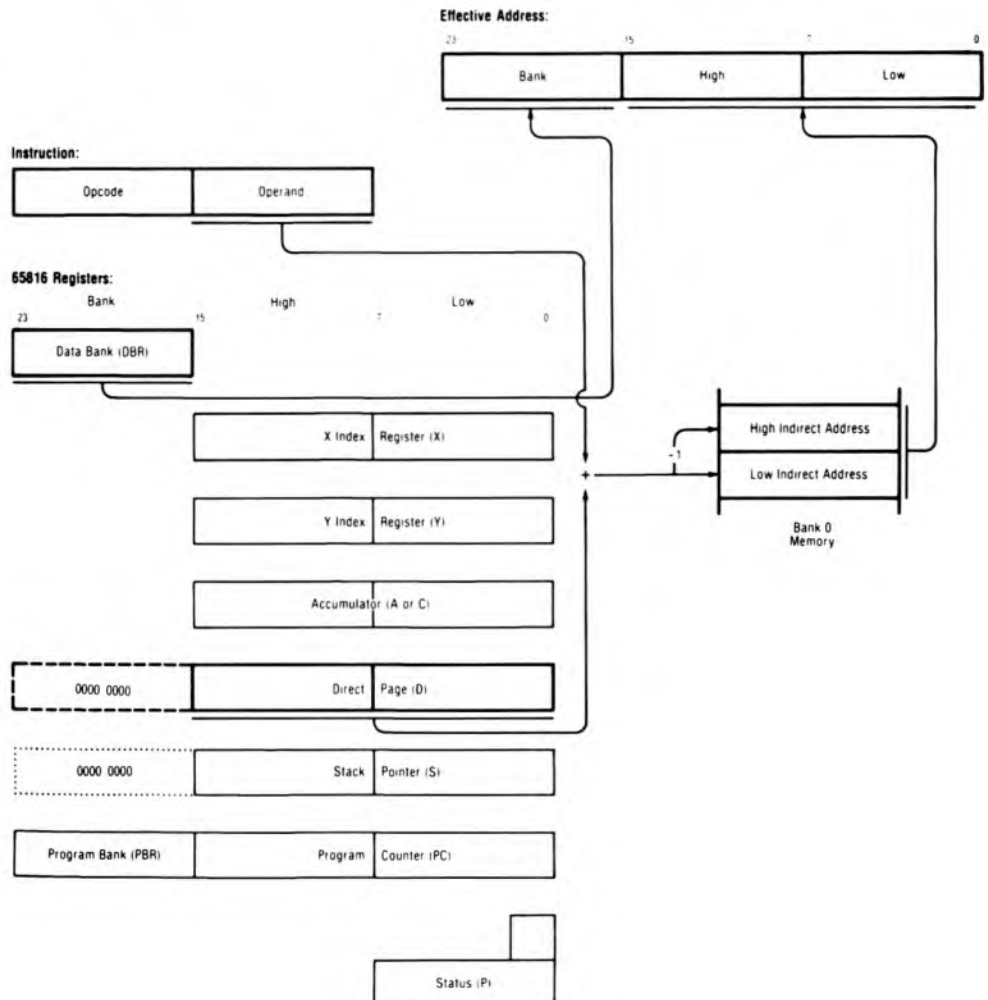 Effective Address:
23 15 7 0
Bank High Low
Instruction:
Opcode Operand
65816 Registers:
Bank High Low
23 15 7 0
Data Bank (DBR)
X Index Register (X)
High Indirect Address
-1
+
Low Indirect Address
Y Index Register (Y)
Bank 0
Memory
Accumulator (A or C)
0000 0000 Direct Page (D)
0000 0000 Stack Pointer (S)
Program Bank (PBR) Program Counter (PC)
Status (P)